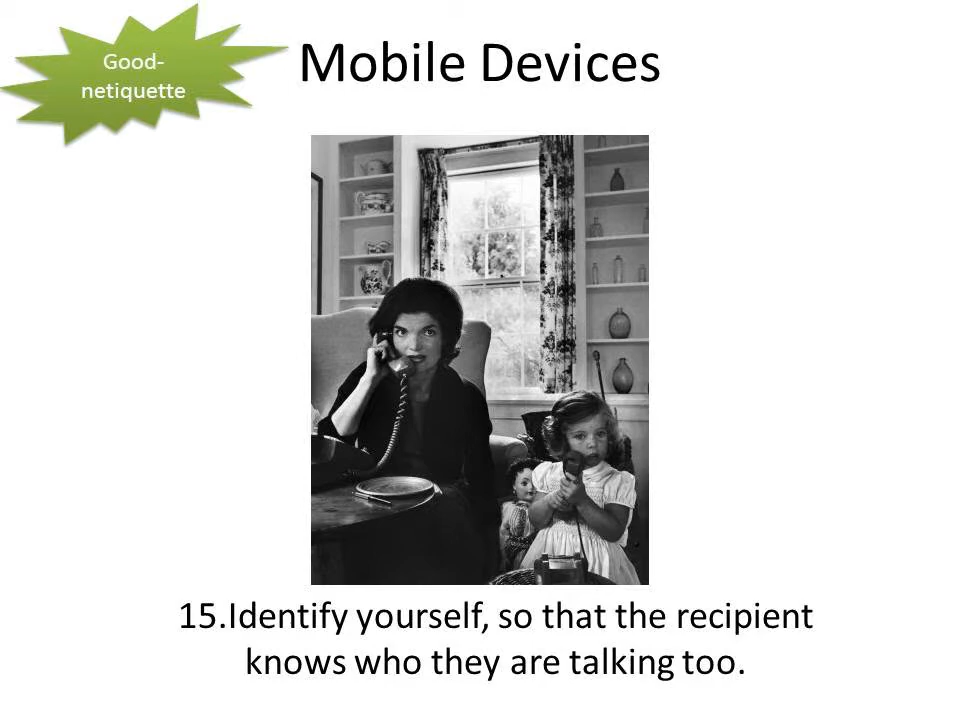 Good-
netiquette
Mobile Devices
15.Identify yourself, so that the recipient
knows who they are talking too.